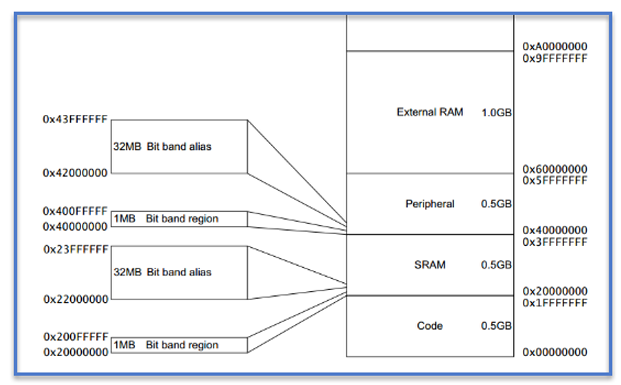 0xA0000000
0x9FFFFFFF
External RAM 1.0GB
0x43FFFFFF
32MB Bit band alias
0x42000000
0x60000000
0x5FFFFFFF
Peripheral 0.5GB
0x400FFFFF
1MB Bit band region
0x40000000
0x40000000
0x3FFFFFFF
0x23FFFFFF
32MB Bit band alias
0x22000000
SRAM 0.5GB
0x20000000
0x1FFFFFFF
Code 0.5GB
0x200FFFFF
1MB Bit band region
0x20000000
0x00000000